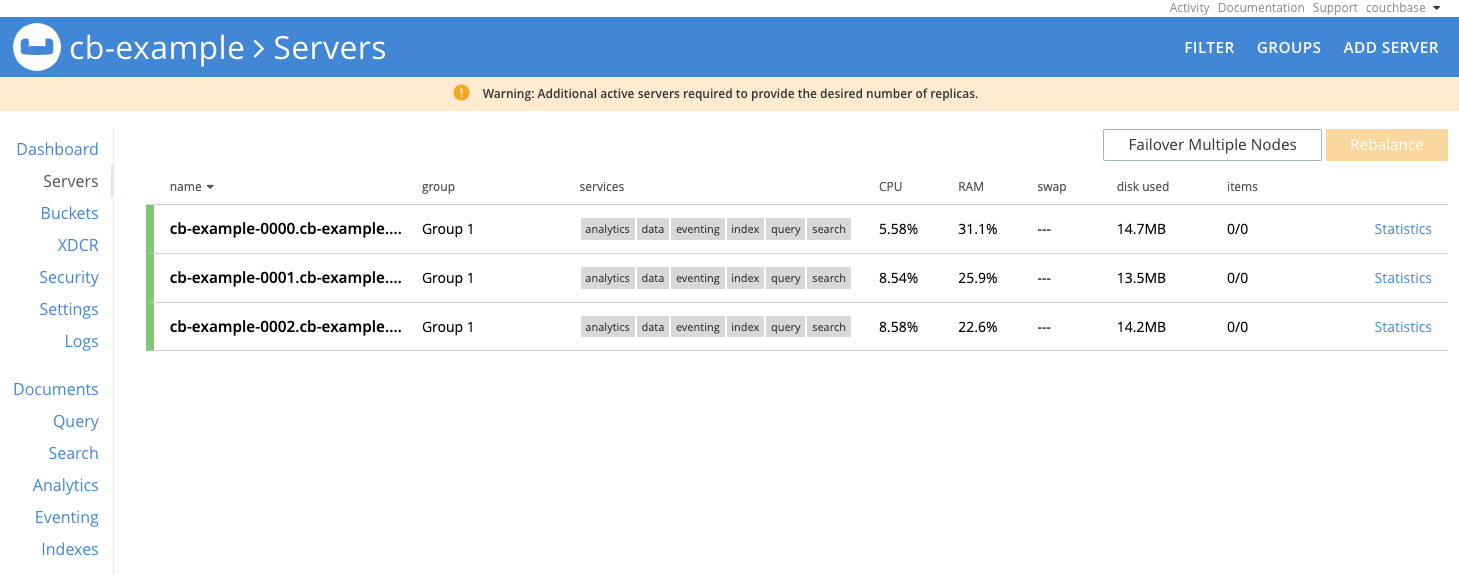 Activity Documentation Support couchbase
cb-example > Servers FILTER GROUPS ADD SERVER
Warning: Additional active servers required to provide the desired number of replicas.
Dashboard
Servers
Buckets
XDCR
Security
Settings
Logs
Documents
Query
Search
Analytics
Eventing
Indexes
Failover Multiple Nodes Rebalance
name group services CPU RAM swap disk used items
cb-example-0000.cb-example.... Group 1 analytics data eventing index query search 5.58% 31.1% --- 14.7MB 0/0 Statistics
cb-example-0001.cb-example.... Group 1 analytics data eventing index query search 8.54% 25.9% --- 13.5MB 0/0 Statistics
cb-example-0002.cb-example.... Group 1 analytics data eventing index query search 8.58% 22.6% --- 14.2MB 0/0 Statistics